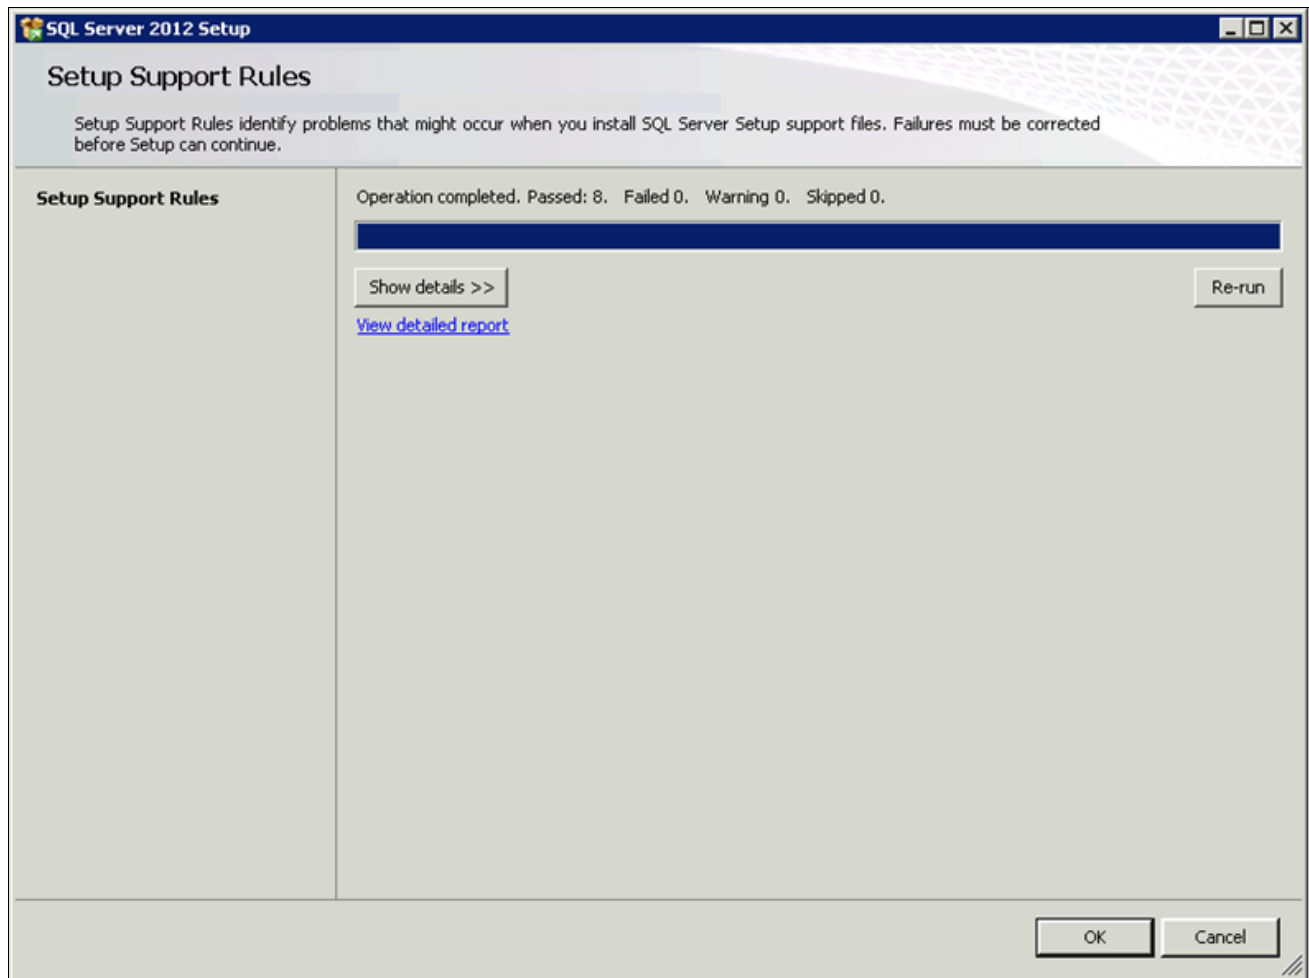 SQL Server 2012 Setup
Setup Support Rules
Setup Support Rules identify problems that might occur when you install SQL Server Setup support files. Failures must be corrected
before Setup can continue.
Setup Support Rules
Operation completed. Passed: 8.   Failed 0.   Warning 0.   Skipped 0.
Show details >>
Re-run
View detailed report
OK
Cancel